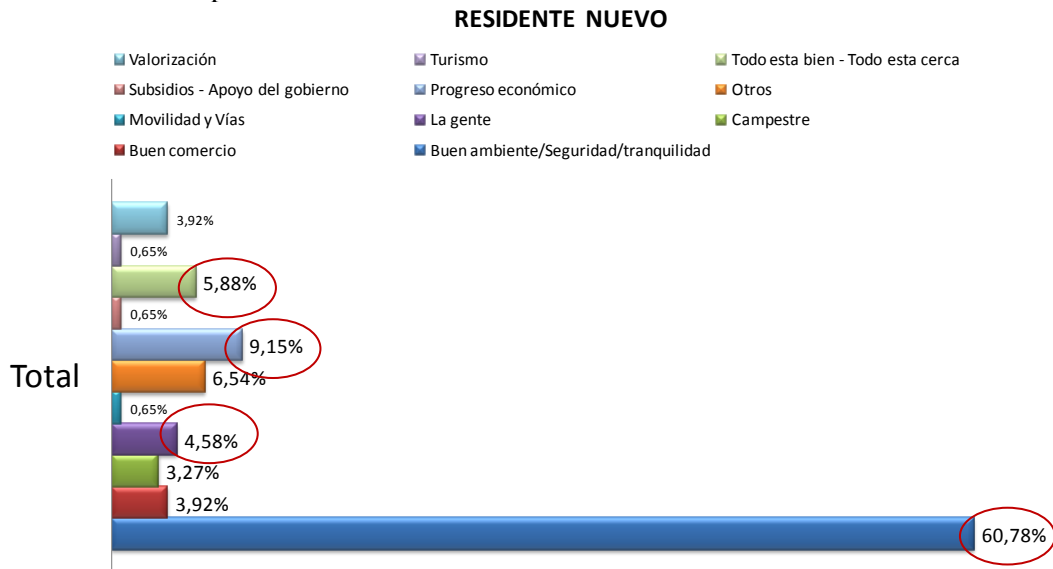 RESIDENTE NUEVO
Valorización Turismo Todo esta bien - Todo esta cerca
Subsidios - Apoyo del gobierno Progreso económico Otros
Movilidad y Vías La gente Campestre
Buen comercio Buen ambiente/Seguridad/tranquilidad
3,92%
0,65%
5,88%
0,65%
9,15%
Total
6,54%
0,65%
4,58%
3,27%
3,92%
60,78%